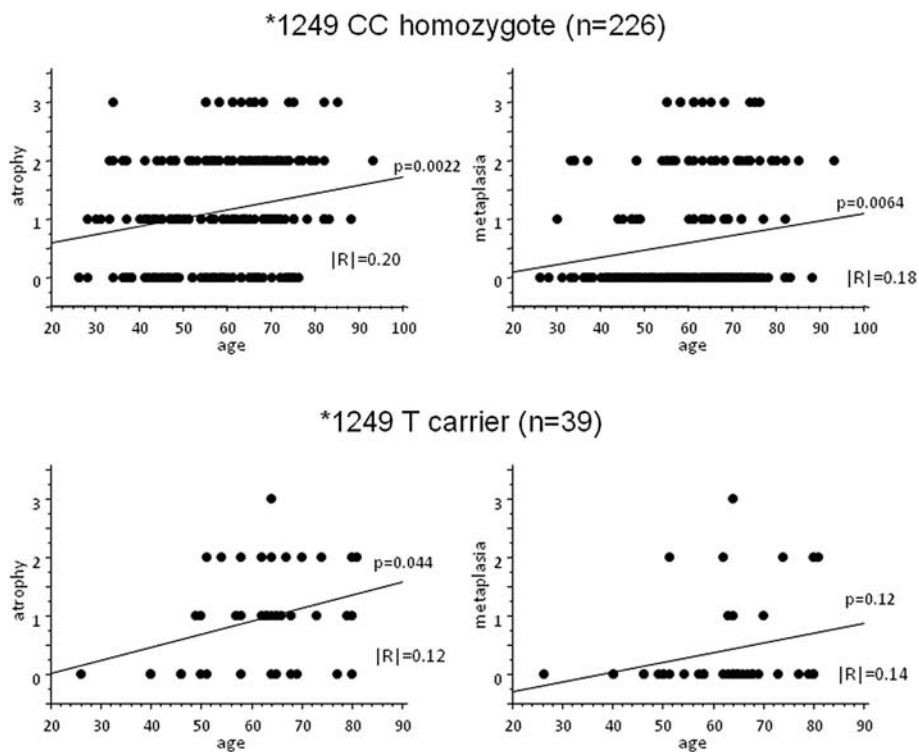 *1249 CC homozygote (n=226)
3
2
1
0
atrophy
p=0.0022
|R|=0.20
20 30 40 50 60 70 80 90 100
age
3
2
1
0
metaplasia
p=0.0064
|R|=0.18
20 30 40 50 60 70 80 90 100
age
*1249 T carrier (n=39)
3
2
1
0
atrophy
p=0.044
|R|=0.12
20 30 40 50 60 70 80 90
age
3
2
1
0
metaplasia
p=0.12
|R|=0.14
20 30 40 50 60 70 80 90
age